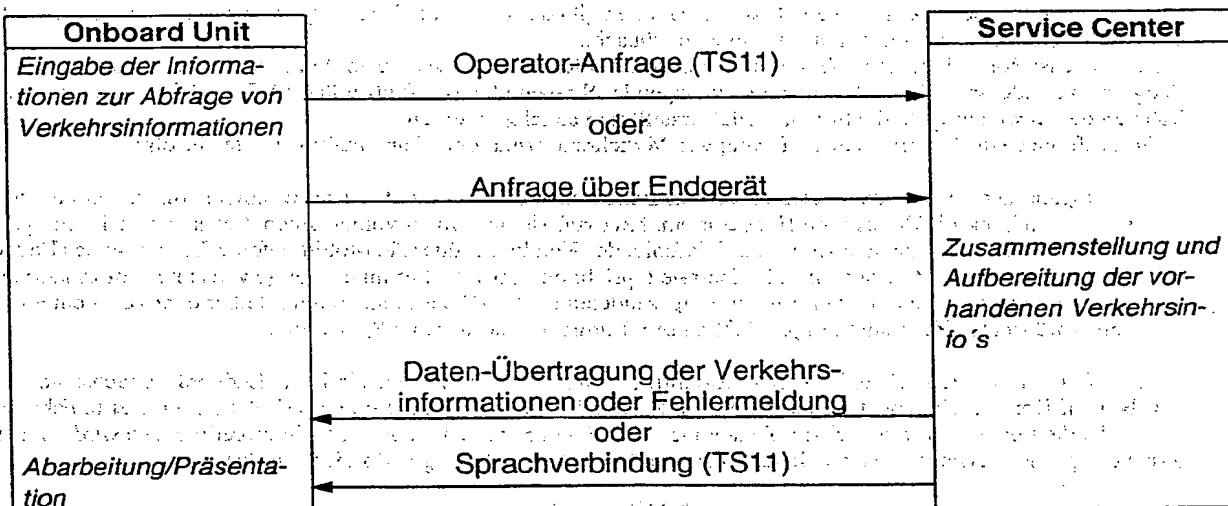 Onboard Unit
Service Center
Eingabe der Informa-
tionen zur Abfrage von
Verkehrsinformationen
Operator-Anfrage (TS11)
oder
Anfrage über Endgerät
Zusammenstellung und
Aufbereitung der vor-
handenen Verkehrsin-
fo´s
Daten-Übertragung der Verkehrs-
informationen oder Fehlermeldung
oder
Sprachverbindung (TS11)
Abarbeitung/Präsenta-
tion